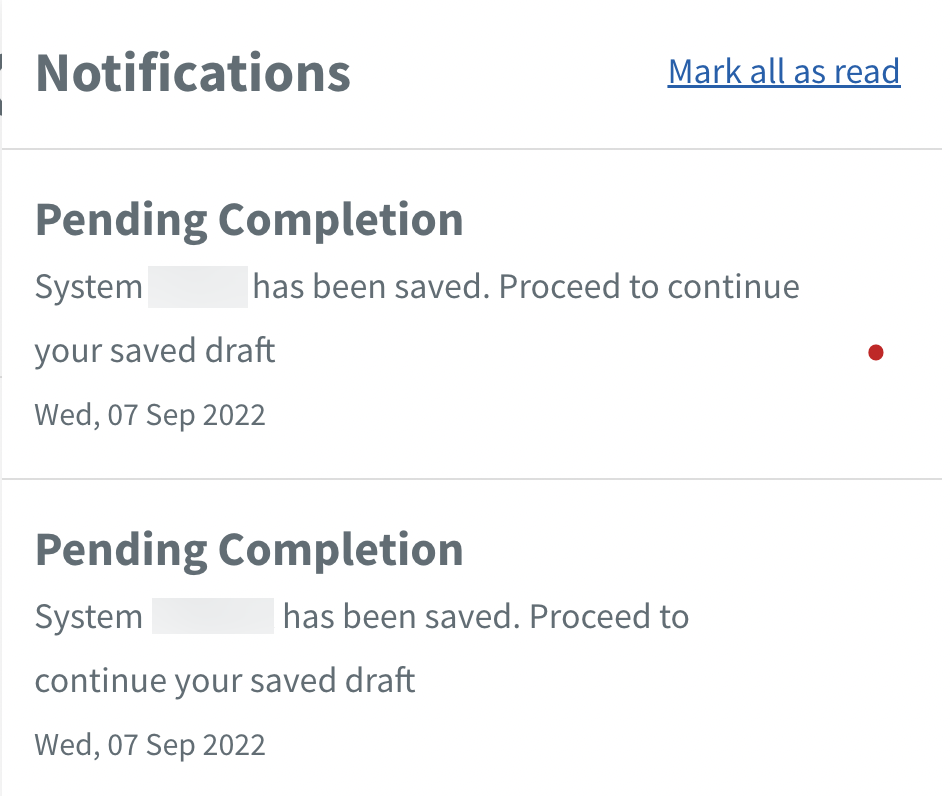 Notifications
Mark all as read
Pending Completion
System has been saved. Proceed to continue
your saved draft
Wed, 07 Sep 2022
Pending Completion
System has been saved. Proceed to
continue your saved draft
Wed, 07 Sep 2022